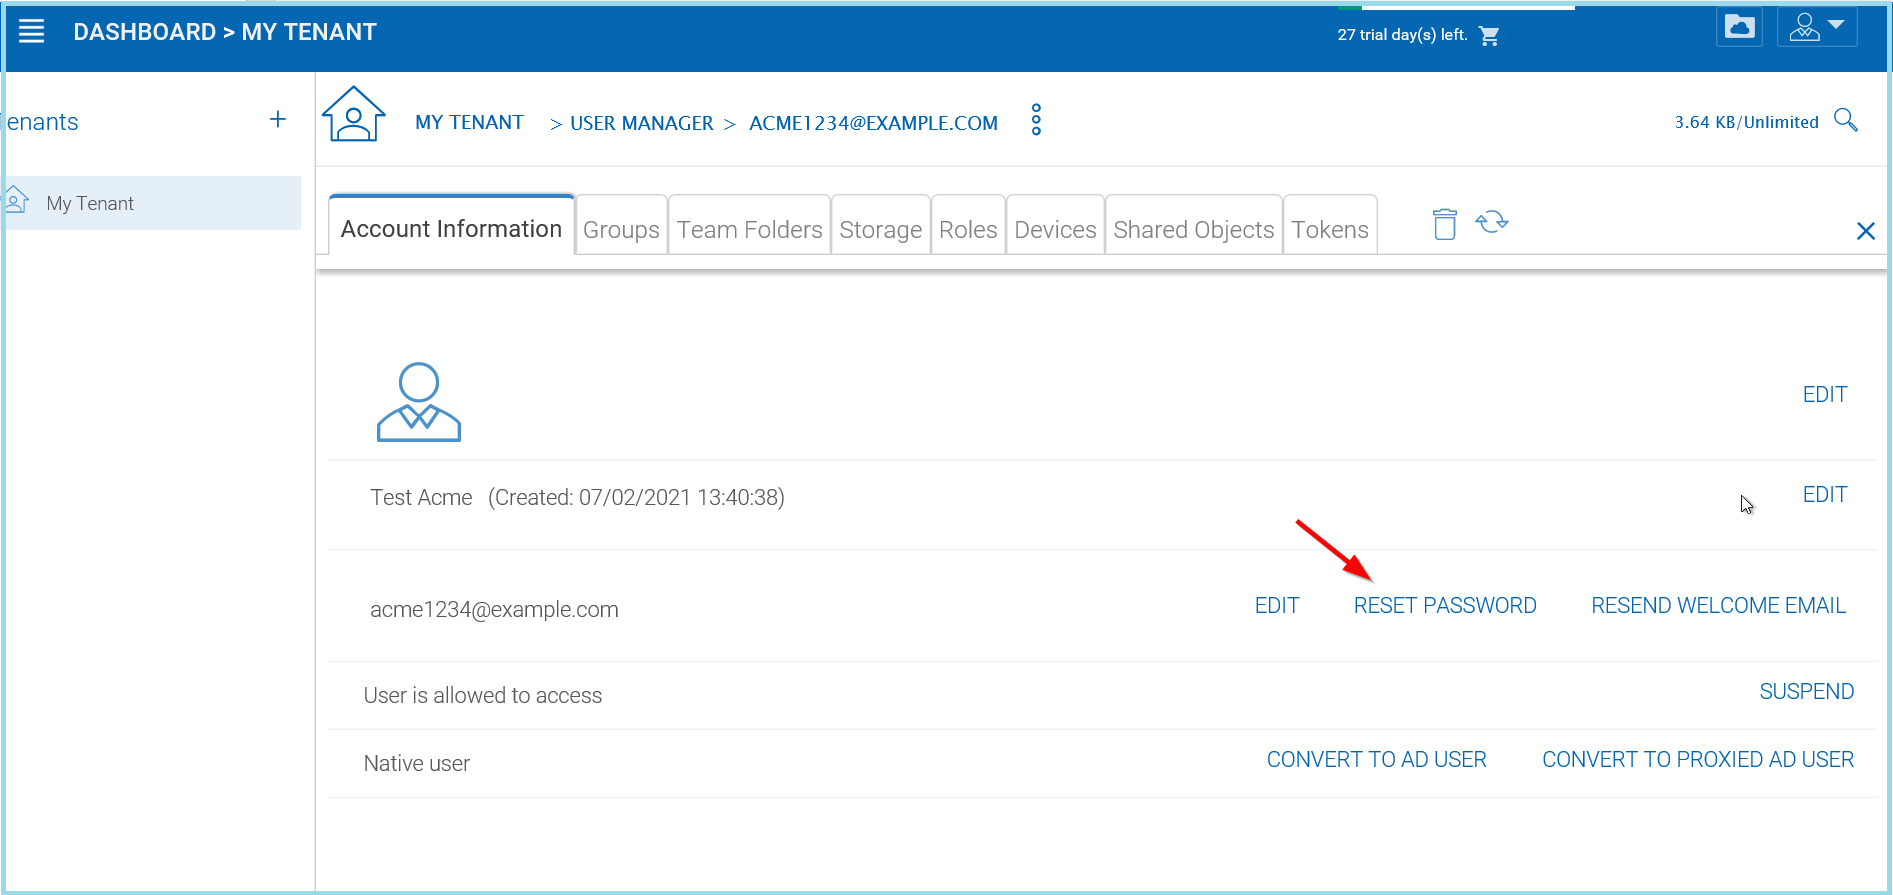 DASHBOARD > MY TENANT
27 trial day(s) left.
enants
+
MY TENANT > USER MANAGER > ACME1234@EXAMPLE.COM
3.64 KB/Unlimited
My Tenant
Account Information
Groups
Team Folders
Storage
Roles
Devices
Shared Objects
Tokens
EDIT
Test Acme (Created: 07/02/2021 13:40:38)
EDIT
acme1234@example.com
EDIT
RESET PASSWORD
RESEND WELCOME EMAIL
User is allowed to access
SUSPEND
Native user
CONVERT TO AD USER
CONVERT TO PROXIED AD USER